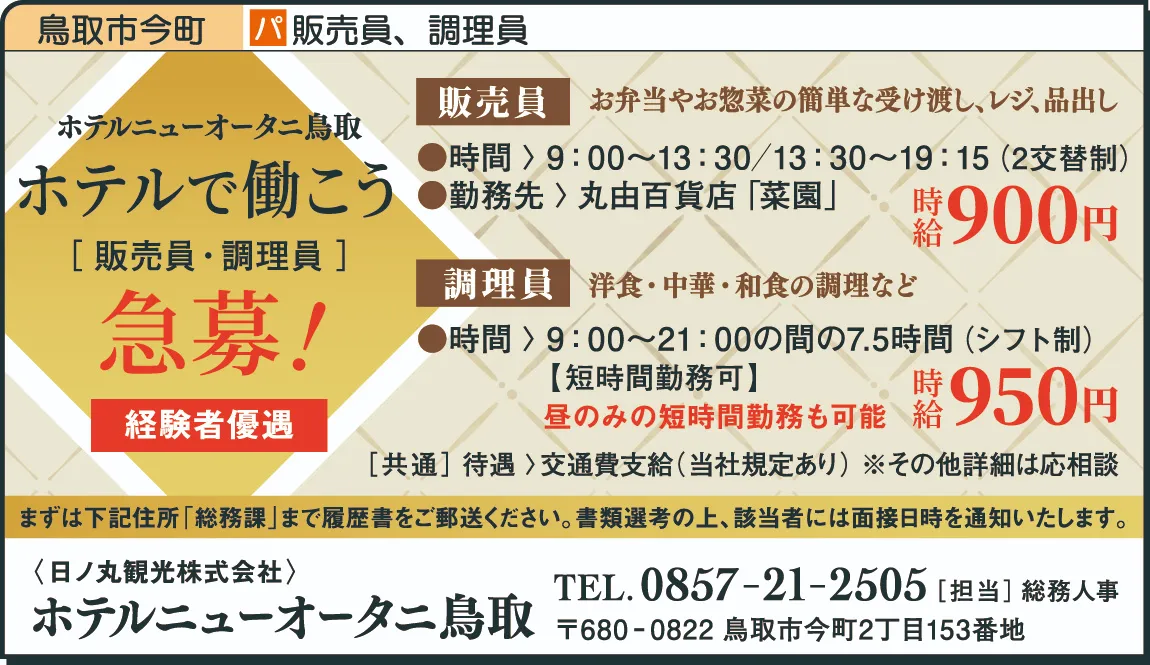 鳥取市今町 パ 販売員、調理員
ホテルニューオータニ鳥取
ホテルで働こう
[ 販売員・調理員 ]
急募!
経験者優遇
販売員 お弁当やお惣菜の簡単な受け渡し、レジ、品出し
●時間 〉9:00〜13:30/13:30〜19:15(2交替制)
●勤務先 〉丸由百貨店「菜園」
時給900円
調理員 洋食・中華・和食の調理など
●時間 〉9:00〜21:00の間の7.5時間(シフト制)
【短時間勤務可】
昼のみの短時間勤務も可能
時給950円
[共通] 待遇 〉交通費支給(当社規定あり) ※その他詳細は応相談
まずは下記住所「総務課」まで履歴書をご郵送ください。書類選考の上、該当者には面接日時を通知いたします。
〈日ノ丸観光株式会社〉
ホテルニューオータニ鳥取
TEL. 0857-21-2505 [担当] 総務人事
〒680-0822 鳥取市今町2丁目153番地